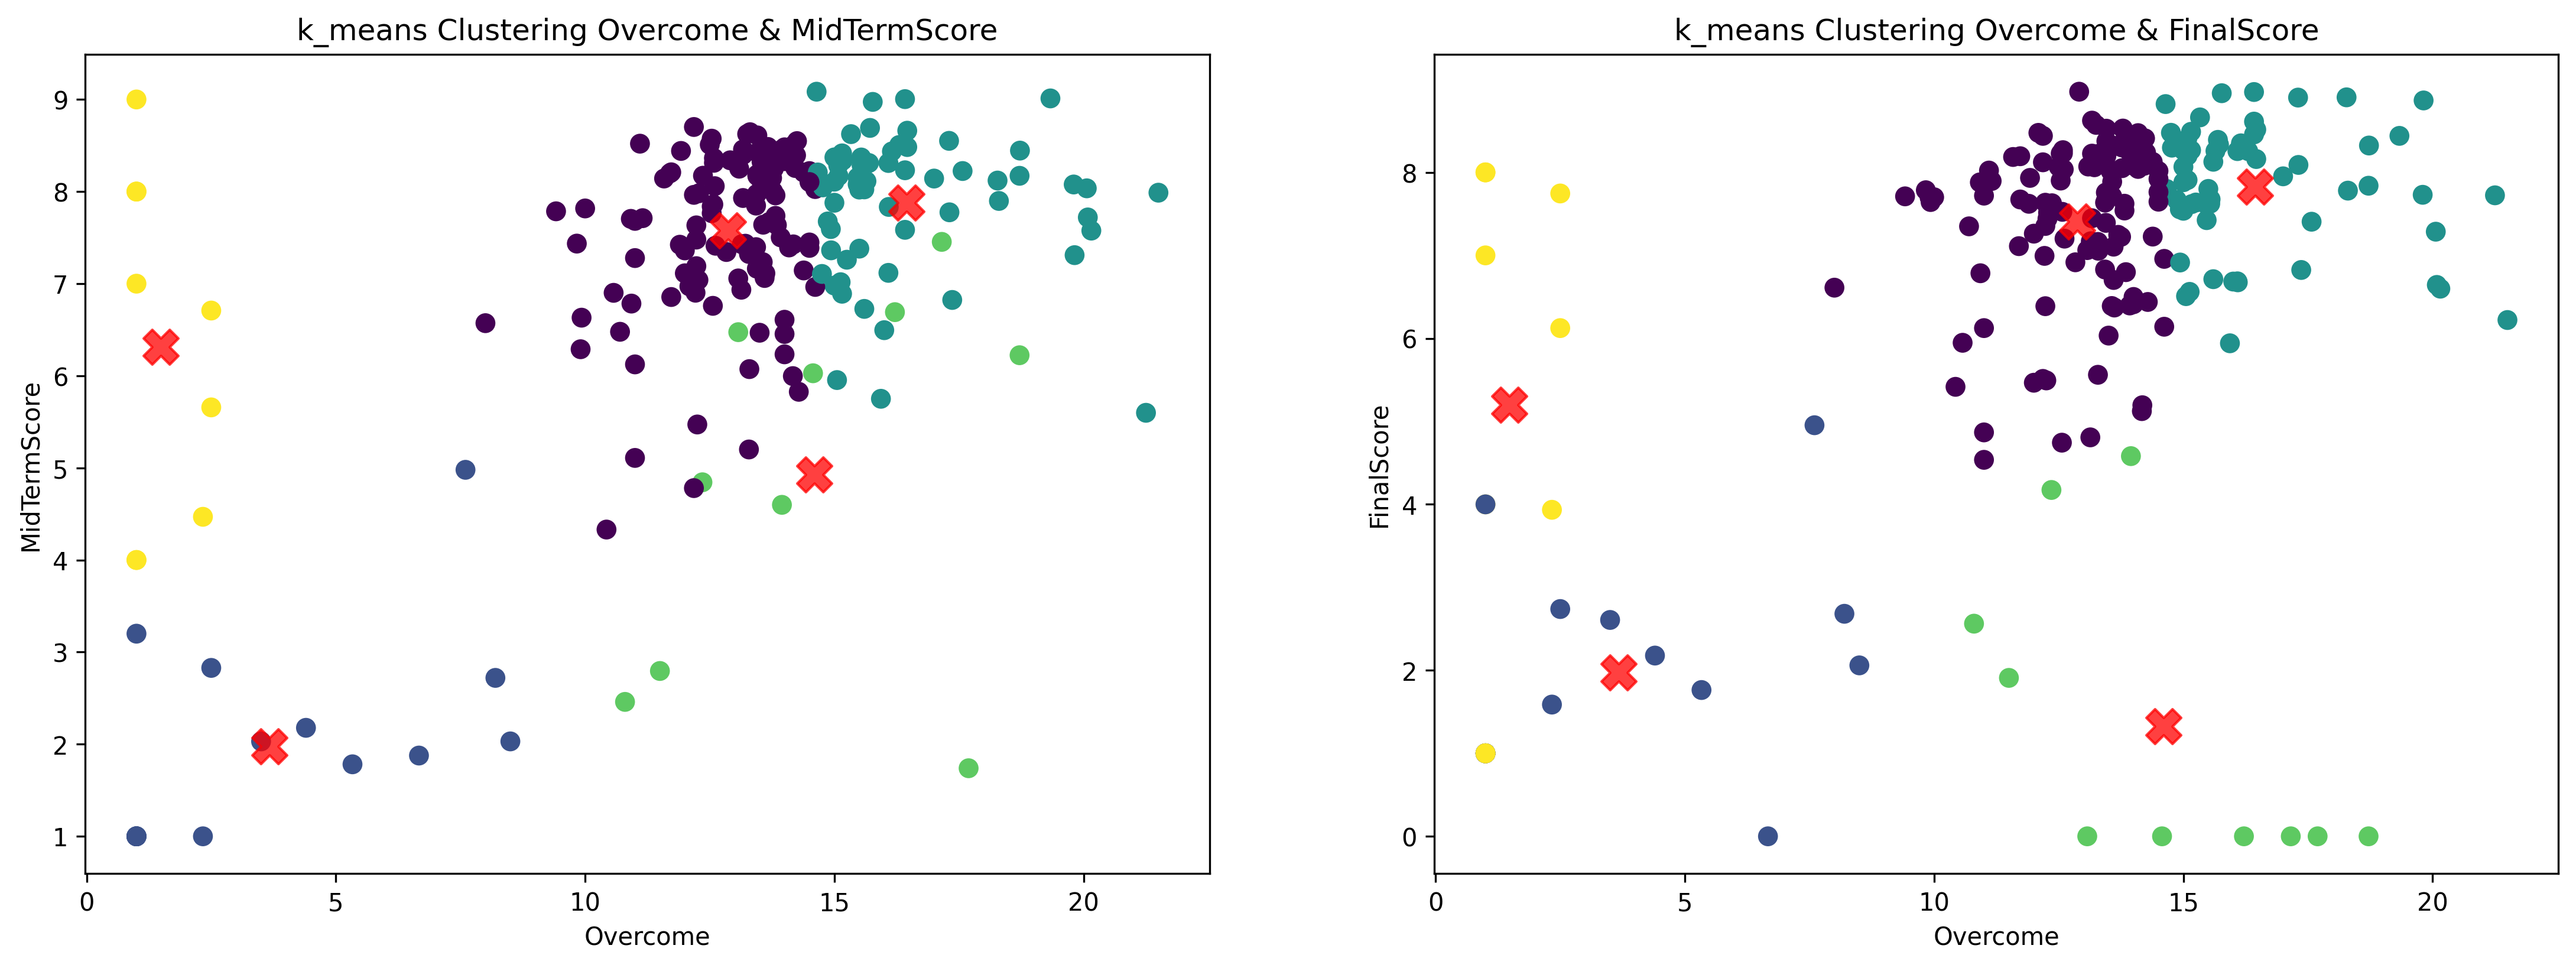 k_means Clustering Overcome & MidTermScore
MidTermScore
9
8
7
6
5
4
3
2
1
0 5 10 15 20
Overcome
k_means Clustering Overcome & FinalScore
FinalScore
8
6
4
2
0
0 5 10 15 20
Overcome